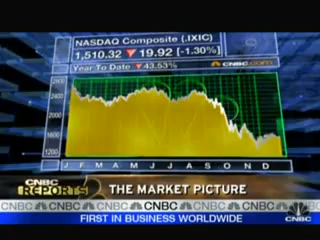 NASDAQ Composite (.IXIC)
1,510.32 ▼ 19.92 [-1.30%]
Year To Date ▼ 43.53% CNBC.com
2800
2400
2000
1600
1200
J F M A M J J A S O N D
CNBC REPORTS THE MARKET PICTURE
CNBC CNBC CNBC CNBC CNBC CNBC CNBC
FIRST IN BUSINESS WORLDWIDE
CNBC